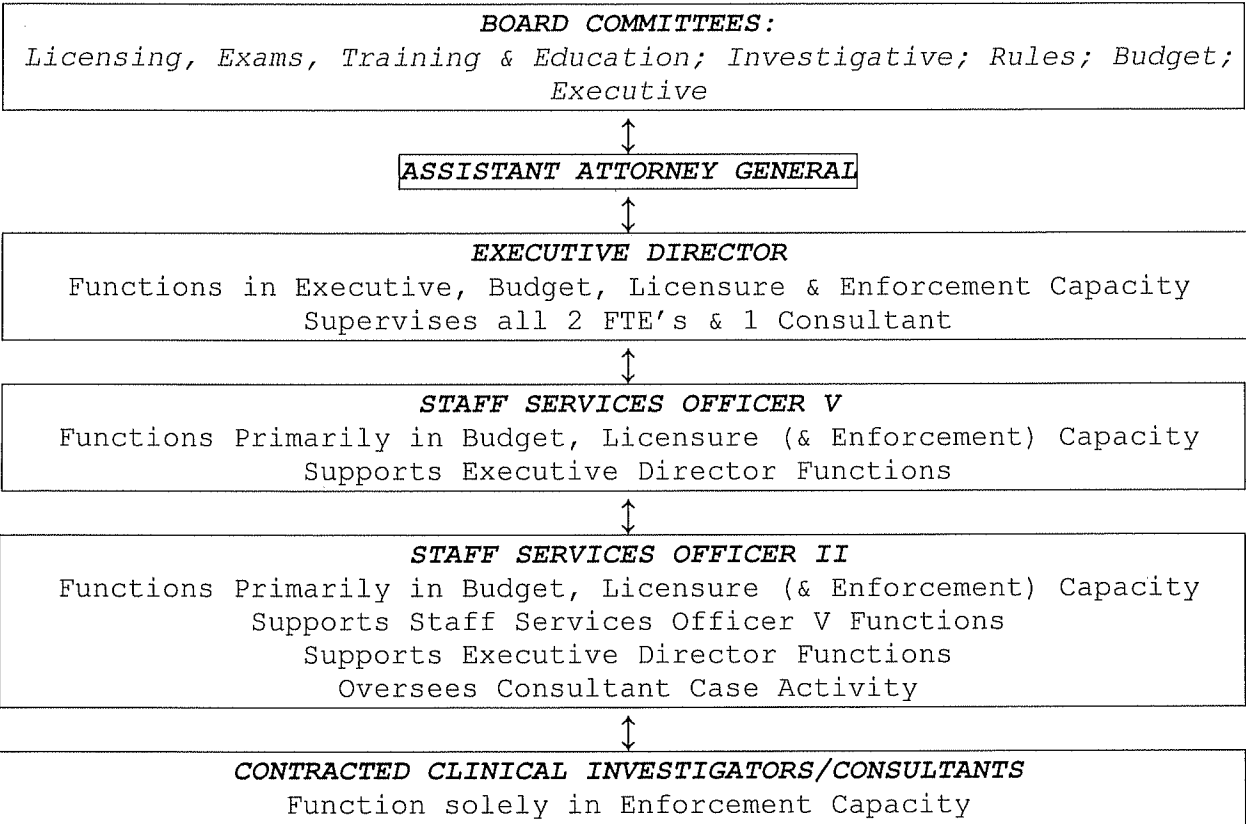 BOARD COMMITTEES:
Licensing, Exams, Training & Education; Investigative; Rules; Budget;
Executive
ASSISTANT ATTORNEY GENERAL
EXECUTIVE DIRECTOR
Functions in Executive, Budget, Licensure & Enforcement Capacity
Supervises all 2 FTE's & 1 Consultant
STAFF SERVICES OFFICER V
Functions Primarily in Budget, Licensure (& Enforcement) Capacity
Supports Executive Director Functions
STAFF SERVICES OFFICER II
Functions Primarily in Budget, Licensure (& Enforcement) Capacity
Supports Staff Services Officer V Functions
Supports Executive Director Functions
Oversees Consultant Case Activity
CONTRACTED CLINICAL INVESTIGATORS/CONSULTANTS
Function solely in Enforcement Capacity